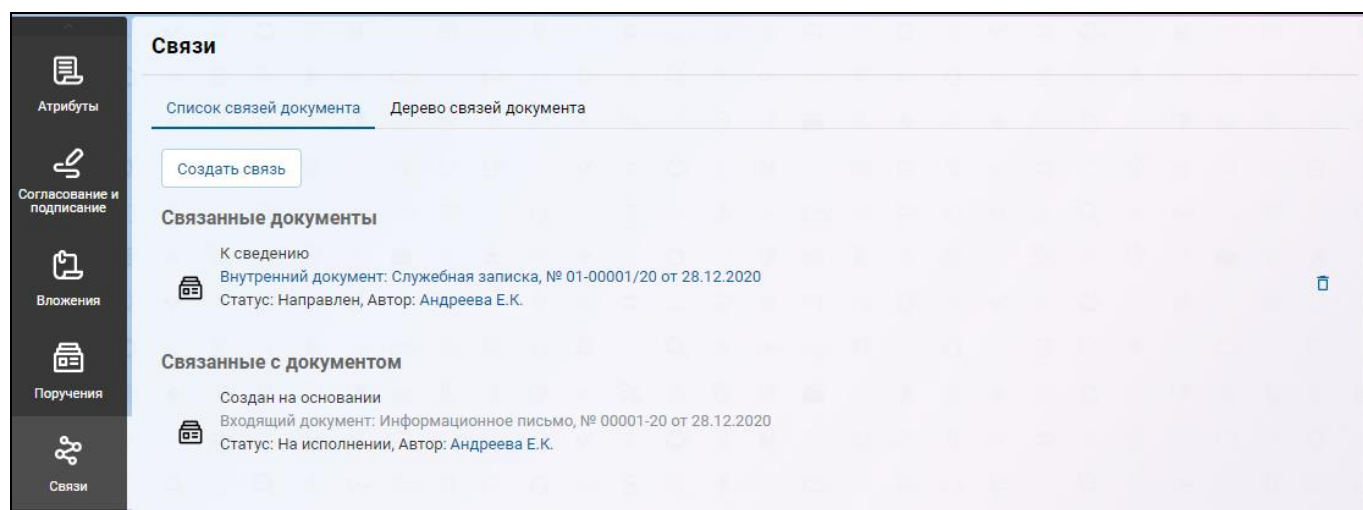 Атрибуты
Согласование и
подписание
Вложения
Поручения
Связи
Связи
Список связей документа
Дерево связей документа
Создать связь
Связанные документы
К сведению
Внутренний документ: Служебная записка, № 01-00001/20 от 28.12.2020
Статус: Направлен, Автор: Андреева Е.К.
Связанные с документом
Создан на основании
Входящий документ: Информационное письмо, № 00001-20 от 28.12.2020
Статус: На исполнении, Автор: Андреева Е.К.